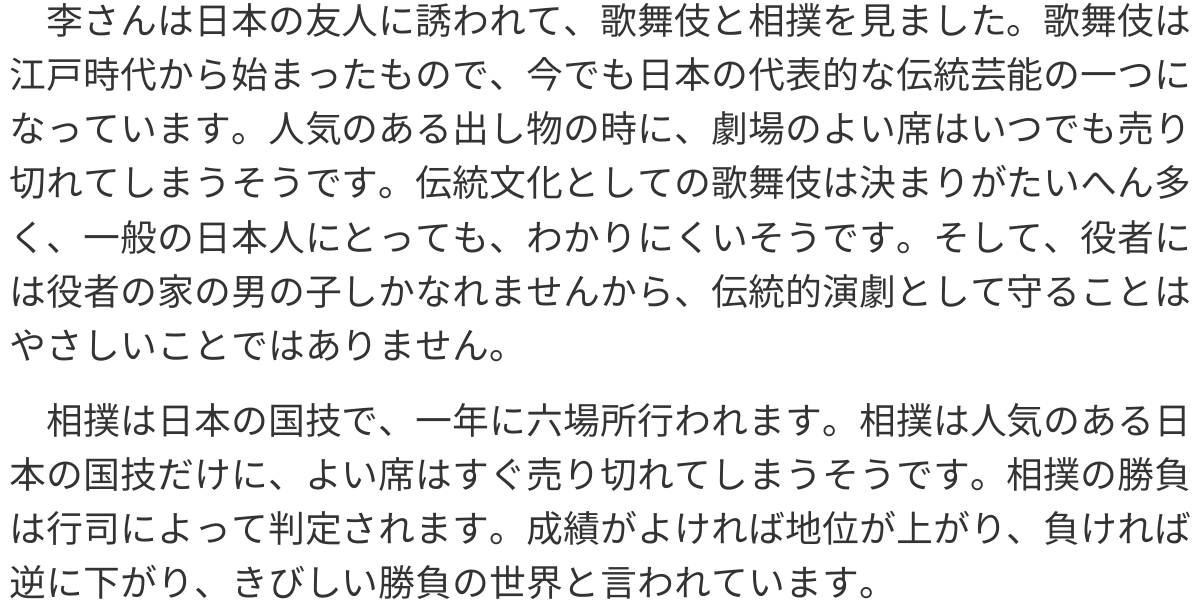 李さんは日本の友人に誘われて、歌舞伎と相撲を見ました。歌舞伎は
江戸時代から始まったもので、今でも日本の代表的な伝統芸能の一つに
なっています。人気のある出し物の時に、劇場のよい席はいつでも売り
切れてしまうそうです。伝統文化としての歌舞伎は決まりがたいへん多
く、一般の日本人にとっても、わかりにくいそうです。そして、役者に
は役者の家の男の子しかなれませんから、伝統的演劇として守ることは
やさしいことではありません。
　相撲は日本の国技で、一年に六場所行われます。相撲は人気のある日
本の国技だけに、よい席はすぐ売り切れてしまうそうです。相撲の勝負
は行司によって判定されます。成績がよければ地位が上がり、負ければ
逆に下がり、きびしい勝負の世界と言われています。